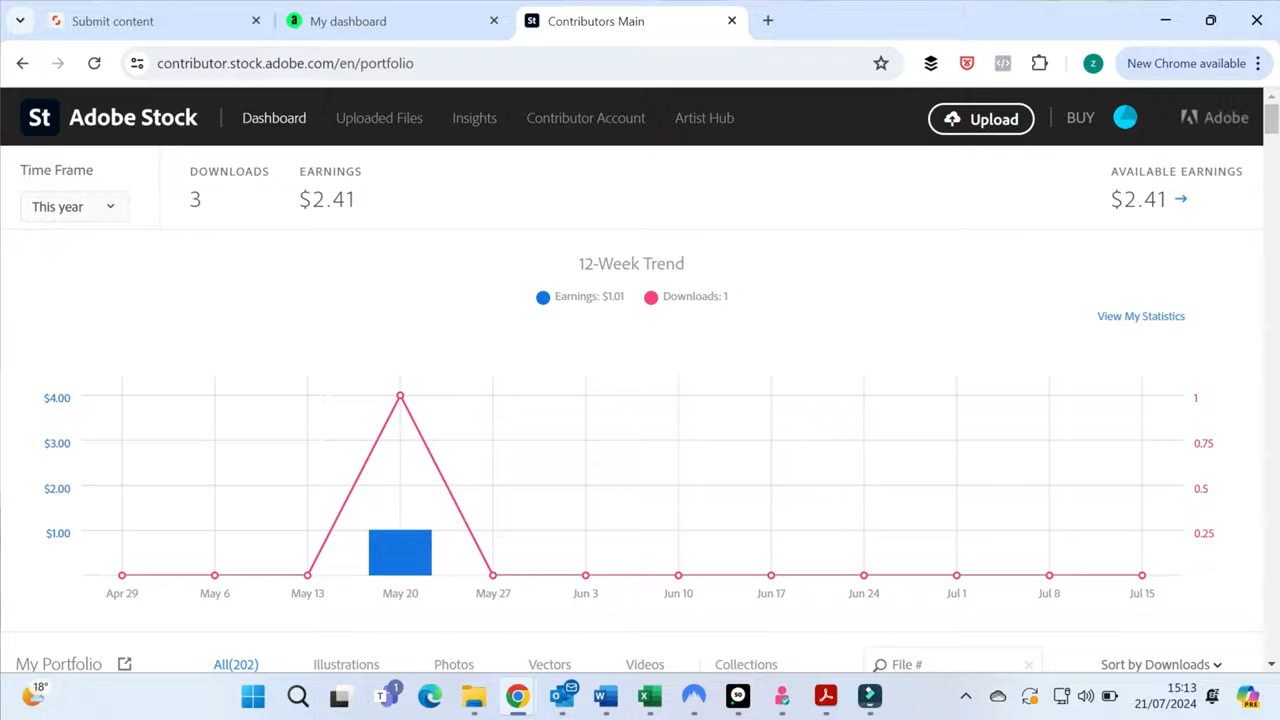 Submit content
My dashboard
St Contributors Main
contributor.stock.adobe.com/en/portfolio
New Chrome available
St Adobe Stock
Dashboard
Uploaded Files
Insights
Contributor Account
Artist Hub
Upload
BUY
Adobe
Time Frame
This year
DOWNLOADS
3
EARNINGS
$2.41
AVAILABLE EARNINGS
$2.41
12-Week Trend
Earnings: $1.01 Downloads: 1
View My Statistics
$4.00
$3.00
$2.00
$1.00
1
0.75
0.5
0.25
Apr 29 May 6 May 13 May 20 May 27 Jun 3 Jun 10 Jun 17 Jun 24 Jul 1 Jul 8 Jul 15
My Portfolio
All(202)
Illustrations
Photos
Vectors
Videos
Collections
File #
Sort by Downloads
18°
15:13
21/07/2024